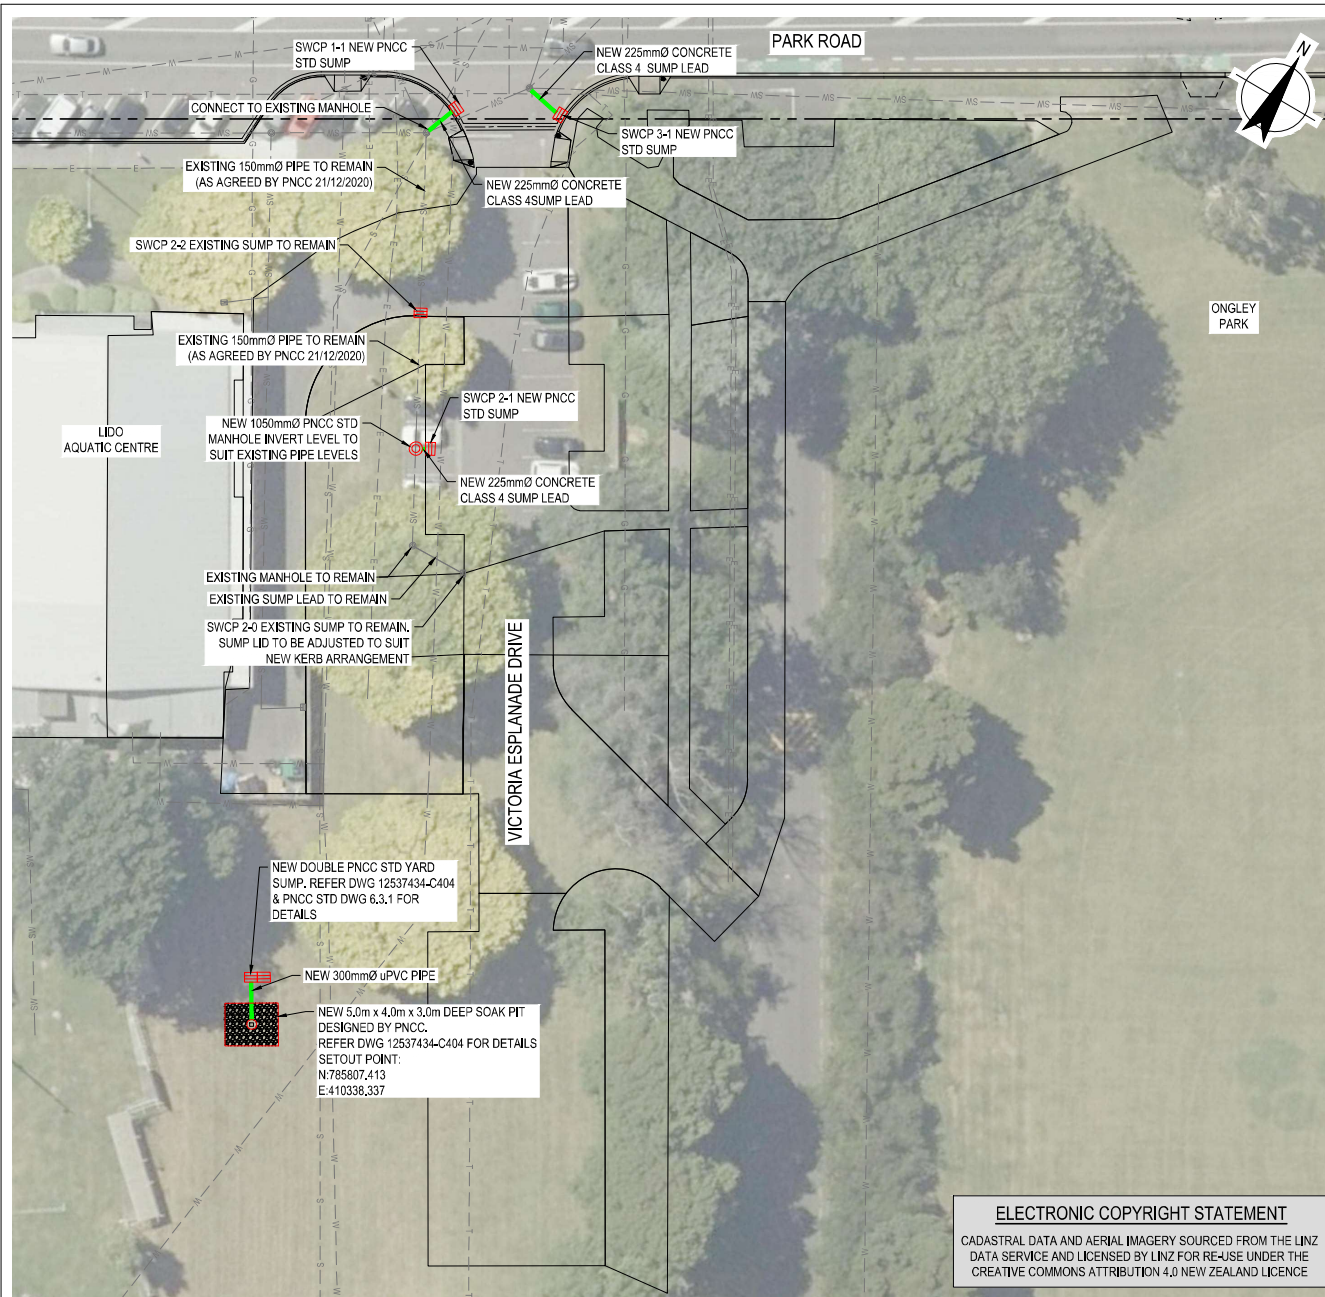 PARK ROAD
N
SWCP 1-1 NEW PNCC
STD SUMP
NEW 225mmØ CONCRETE
CLASS 4 SUMP LEAD
CONNECT TO EXISTING MANHOLE
SWCP 3-1 NEW PNCC
STD SUMP
EXISTING 150mmØ PIPE TO REMAIN
(AS AGREED BY PNCC 21/12/2020)
NEW 225mmØ CONCRETE
CLASS 4SUMP LEAD
SWCP 2-2 EXISTING SUMP TO REMAIN
ONGLEY
PARK
EXISTING 150mmØ PIPE TO REMAIN
(AS AGREED BY PNCC 21/12/2020)
SWCP 2-1 NEW PNCC
STD SUMP
LIDO
AQUATIC CENTRE
NEW 1050mmØ PNCC STD
MANHOLE INVERT LEVEL TO
SUIT EXISTING PIPE LEVELS
NEW 225mmØ CONCRETE
CLASS 4 SUMP LEAD
EXISTING MANHOLE TO REMAIN
EXISTING SUMP LEAD TO REMAIN
SWCP 2-0 EXISTING SUMP TO REMAIN.
SUMP LID TO BE ADJUSTED TO SUIT
NEW KERB ARRANGEMENT
VICTORIA ESPLANADE DRIVE
NEW DOUBLE PNCC STD YARD
SUMP. REFER DWG 12537434-C404
& PNCC STD DWG 6.3.1 FOR
DETAILS
NEW 300mmØ uPVC PIPE
NEW 5.0m x 4.0m x 3.0m DEEP SOAK PIT
DESIGNED BY PNCC.
REFER DWG 12537434-C404 FOR DETAILS
SETOUT POINT:
N:785807.413
E:410338.337
ELECTRONIC COPYRIGHT STATEMENT
CADASTRAL DATA AND AERIAL IMAGERY SOURCED FROM THE LINZ
DATA SERVICE AND LICENSED BY LINZ FOR RE-USE UNDER THE
CREATIVE COMMONS ATTRIBUTION 4.0 NEW ZEALAND LICENCE